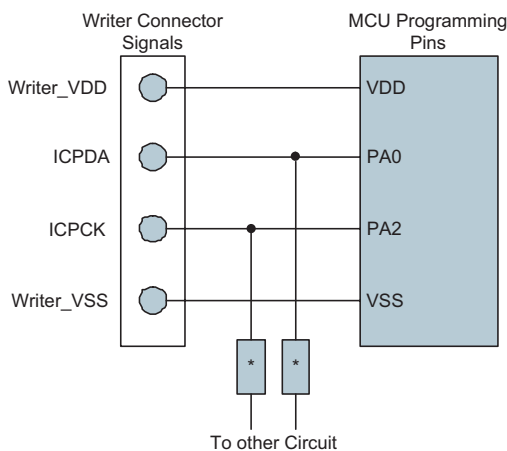 Writer Connector
Signals
MCU Programming
Pins
Writer_VDD
VDD
ICPDA
PA0
ICPCK
PA2
Writer_VSS
VSS
*
*
To other Circuit